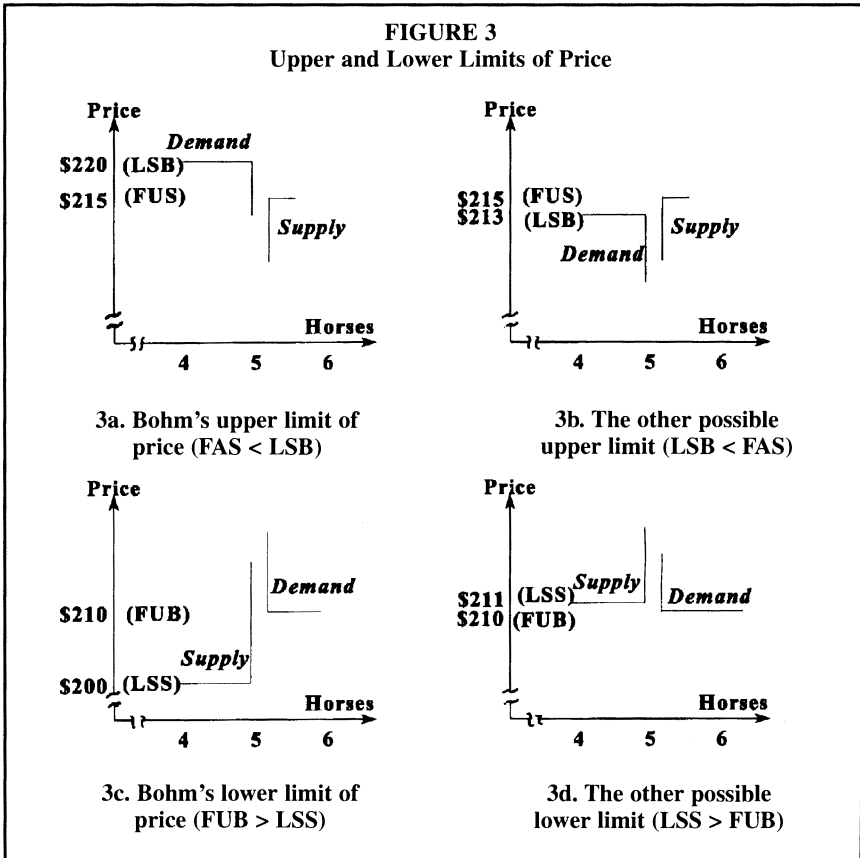 FIGURE 3
Upper and Lower Limits of Price
Price
Demand
$220 (LSB)
$215 (FUS)
Supply
Horses
4 5 6
3a. Bohm's upper limit of
price (FAS < LSB)
Price
$215 (FUS)
$213 (LSB)
Supply
Demand
Horses
4 5 6
3b. The other possible
upper limit (LSB < FAS)
Price
Demand
$210 (FUB)
Supply
$200 (LSS)
Horses
4 5 6
3c. Bohm's lower limit of
price (FUB > LSS)
Price
Supply
$211 (LSS)
Demand
$210 (FUB)
Horses
4 5 6
3d. The other possible
lower limit (LSS > FUB)